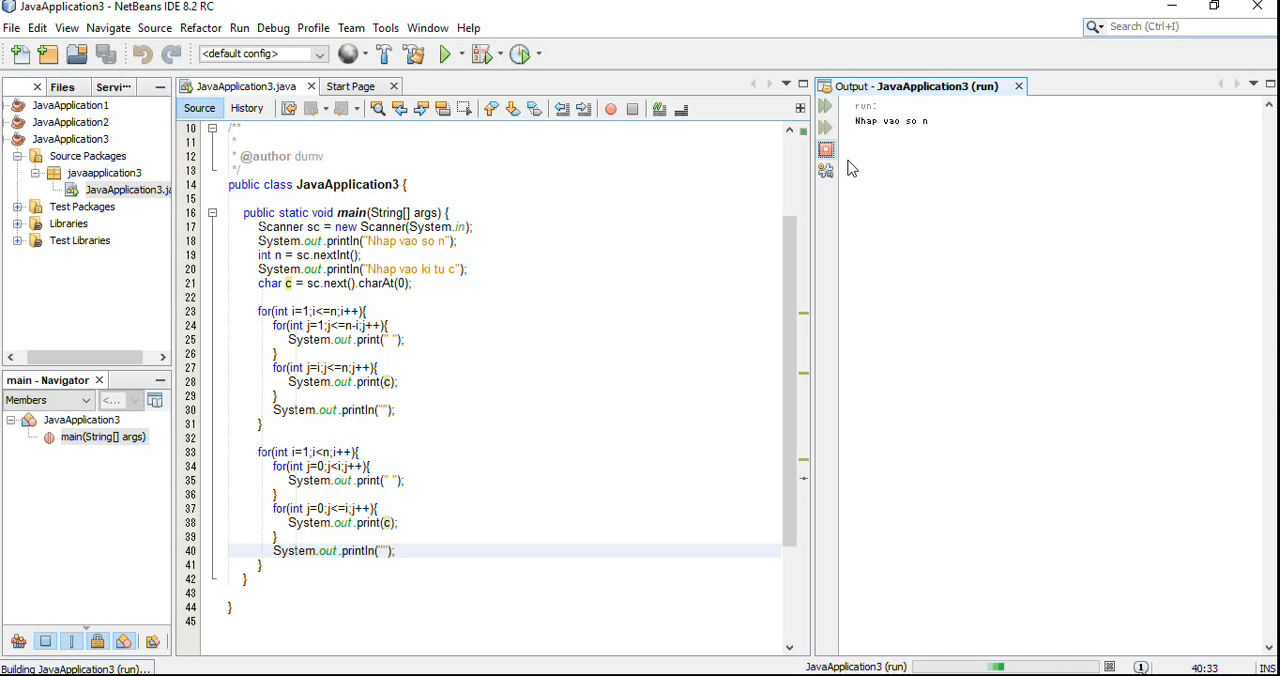 JavaApplication3 - NetBeans IDE 8.2 RC
File Edit View Navigate Source Refactor Run Debug Profile Team Tools Window Help
Search (Ctrl+I)
<default config>
Files Servi...
JavaApplication1
JavaApplication2
JavaApplication3
Source Packages
javaapplication3
JavaApplication3.ja
Test Packages
Libraries
Test Libraries
main - Navigator
Members <...
JavaApplication3
main(String[] args)
JavaApplication3.java Start Page
Source History
10 /**
11 *
12 * @author dumv
13 */
14 public class JavaApplication3 {
15
16 public static void main(String[] args) {
17 Scanner sc = new Scanner(System.in);
18 System.out.println("Nhap vao so n");
19 int n = sc.nextInt();
20 System.out.println("Nhap vao ki tu c");
21 char c = sc.next().charAt(0);
22
23 for(int i=1;i<=n;i++){
24 for(int j=1;j<=n-i;j++){
25 System.out.print(" ");
26 }
27 for(int j=i;j<=n;j++){
28 System.out.print(c);
29 }
30 System.out.println("");
31 }
32
33 for(int i=1;i<n;i++){
34 for(int j=0;j<i;j++){
35 System.out.print(" ");
36 }
37 for(int j=0;j<=i;j++){
38 System.out.print(c);
39 }
40 System.out.println("");
41 }
42 }
43
44 }
45
Output - JavaApplication3 (run)
run:
Nhap vao so n
Building JavaApplication3 (run)...
JavaApplication3 (run)
1
40:33
INS